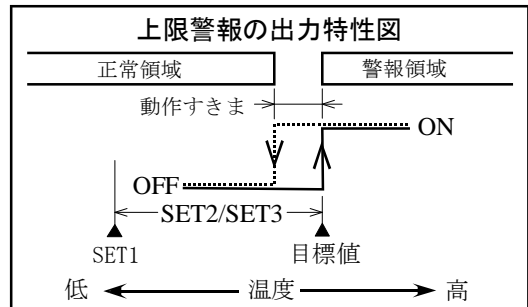 上限警報の出力特性図
正常領域
警報領域
動作すきま
ON
OFF
SET2/SET3
SET1
目標値
低 温度 高